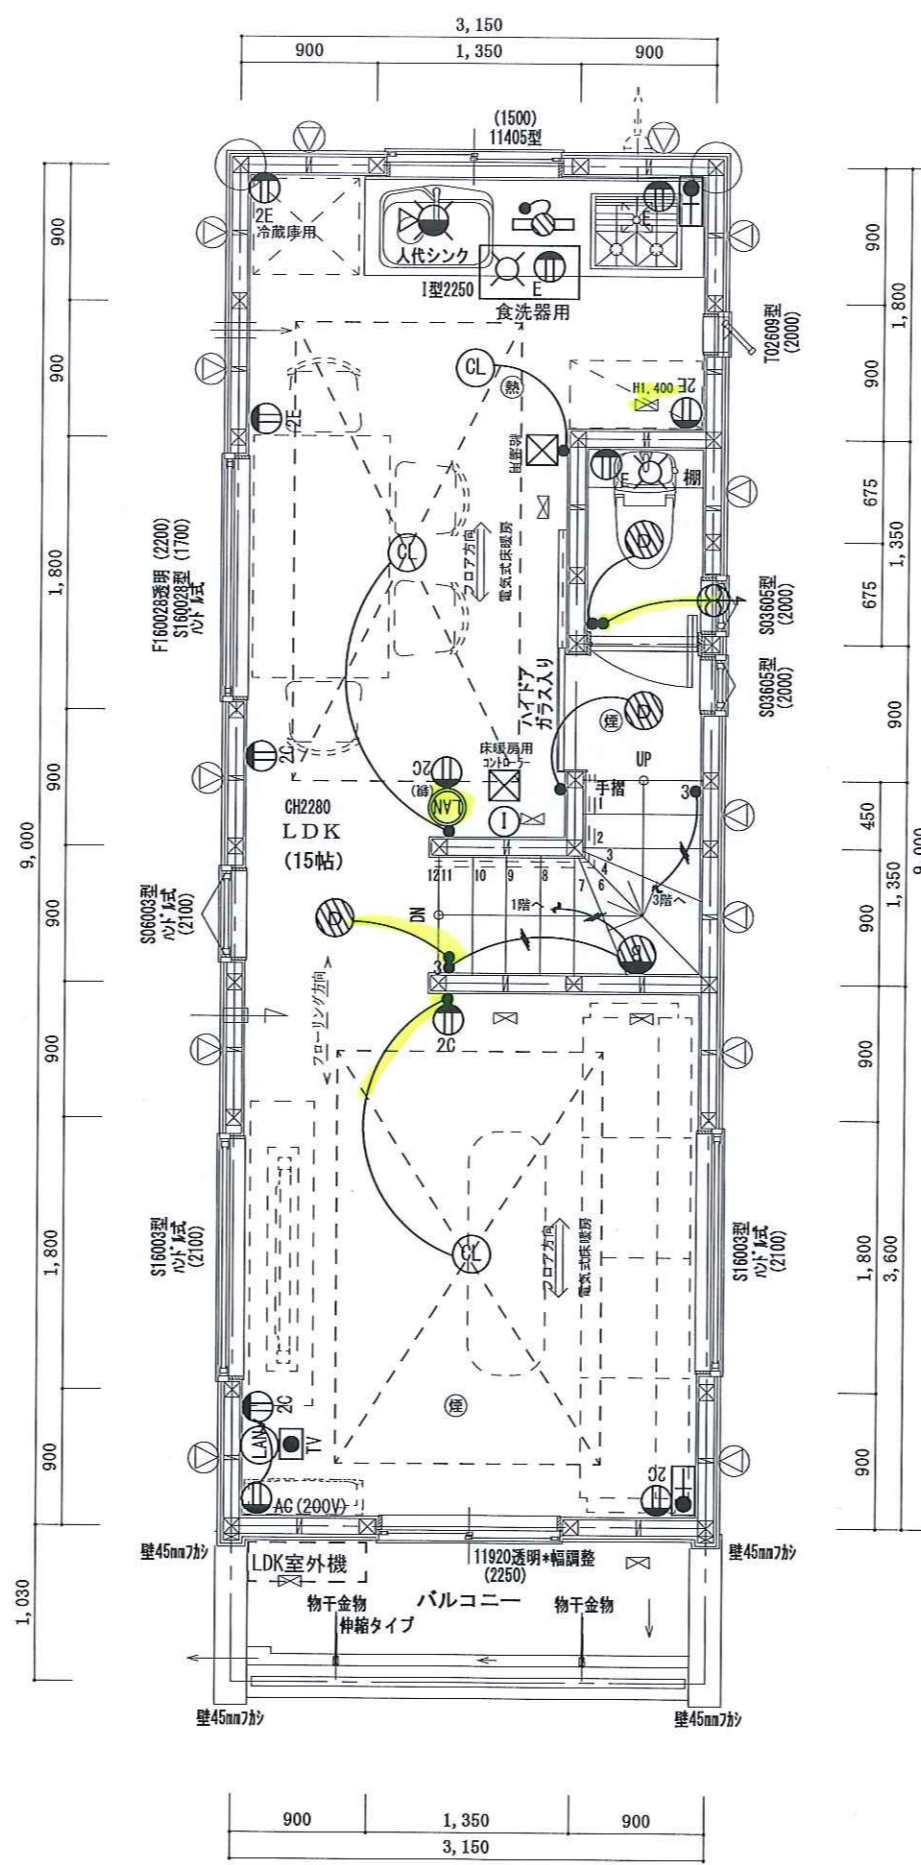 3,150
900
1,350
900
(1500)
11405型
2E
冷蔵庫用
人代シンク
I型2250
E
食洗器用
E
T02609型
(2000)
H1,400
2E
CL
熱
給湯器
2E
E
棚
D
F160028透明 (2200)
S160028型 (1700)
ハンドル式
CL
フロア方向
電気式床暖房
S03605型
(2000)
S03605型
(2000)
ハイドア
ガラス入り
D
煙
UP
2C
2C
(鏡)
LAN
床暖房用
コントローラー
I
手摺
3
CH2280
LDK
(15帖)
1
2
3
4
6
7
8
9
10
11
12
1階へ
3階へ
DN
D
3
B
S06003型
ハンドル式
(2100)
フローリング方向
2C
CL
フロア方向
電気式床暖房
S16003型
ハンドル式
(2100)
S16003型
ハンドル式
(2100)
煙
2C
LAN
TV
AC(200V)
2C
壁45mmフカシ
壁45mmフカシ
LDK室外機
11920透明*幅調整
(2250)
バルコニー
物干金物
伸縮タイプ
物干金物
壁45mmフカシ
壁45mmフカシ
9,000
900
900
1,800
900
900
900
1,800
900
1,030
900
900
675
675
900
450
900
900
1,800
900
1,800
1,350
1,350
3,600
9,000
900
1,350
900
3,150